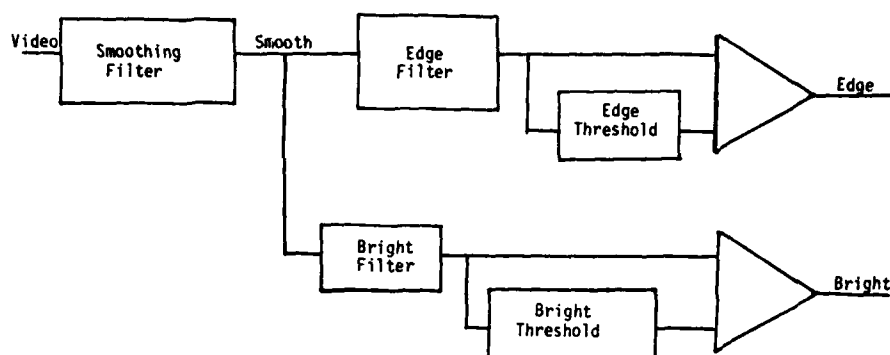 Video
Smoothing
Filter
Smooth
Edge
Filter
Edge
Threshold
Edge
Bright
Filter
Bright
Threshold
Bright